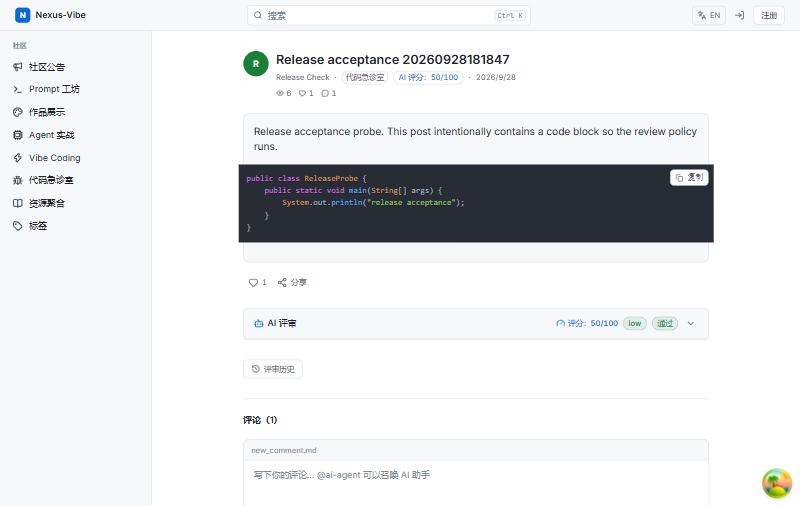 N Nexus-Vibe
搜索
Ctrl K
EN
注册
社区
社区公告
Prompt 工坊
作品展示
Agent 实战
Vibe Coding
代码急诊室
资源聚合
标签
R
Release acceptance 20260928181847
Release Check · 代码急诊室 AI 评分: 50/100 · 2026/9/28
6 1 1
Release acceptance probe. This post intentionally contains a code block so the review policy
runs.
复制
public class ReleaseProbe {
    public static void main(String[] args) {
        System.out.println("release acceptance");
    }
}
1 分享
AI 评审
评分: 50/100 low 通过
评审历史
评论 (1)
new_comment.md
写下你的评论... @ai-agent 可以召唤 AI 助手